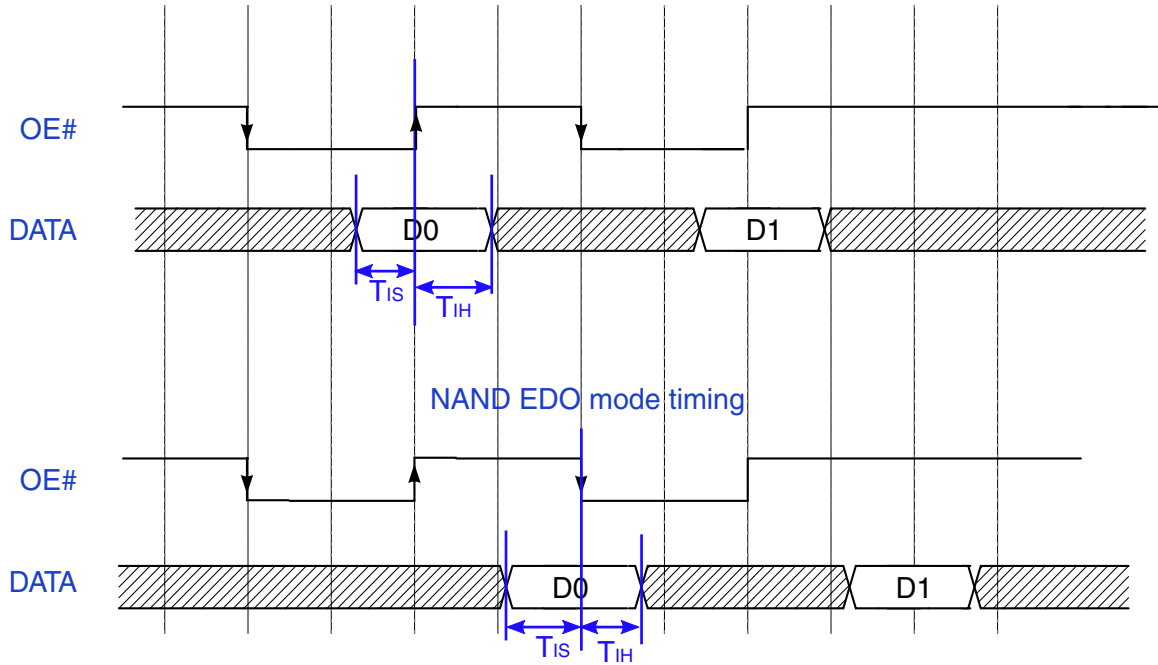 OE#
DATA
D0
D1
TIS
TIH
NAND EDO mode timing
OE#
DATA
D0
D1
TIS
TIH